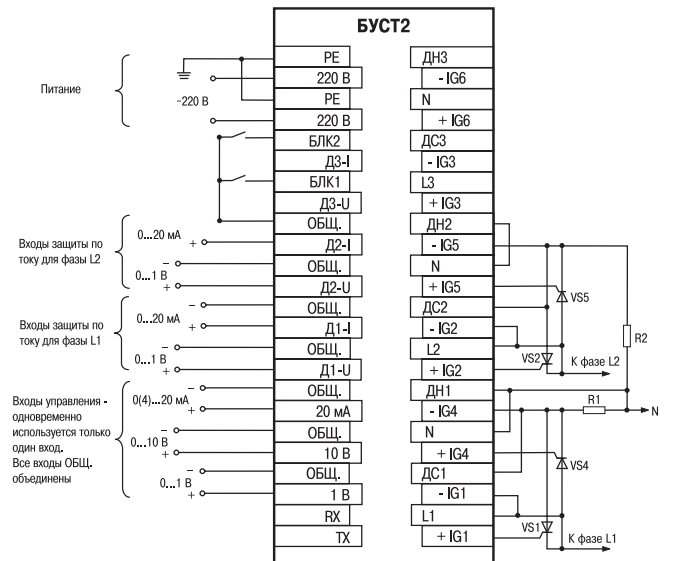 БУСТ2
Питание
~220 В
PE
220 В
PE
220 В
БЛК2
Д3-I
БЛК1
Д3-U
ОБЩ.
Д2-I
ОБЩ.
Д2-U
ОБЩ.
Д1-I
ОБЩ.
Д1-U
ОБЩ.
20 мА
ОБЩ.
10 В
ОБЩ.
1 В
RX
TX
Входы защиты по
току для фазы L2
0...20 мА
+
−
0...1 В
+
Входы защиты по
току для фазы L1
−
0...20 мА
+
−
0...1 В
+
Входы управления -
одновременно
используется только
один вход.
Все входы ОБЩ.
объединены
−
0(4)...20 мА
+
−
0...10 В
+
−
0...1 В
+
ДН3
- IG6
N
+ IG6
ДС3
- IG3
L3
+ IG3
ДН2
- IG5
N
+ IG5
ДС2
- IG2
L2
+ IG2
ДН1
- IG4
N
+ IG4
ДС1
- IG1
L1
+ IG1
VS5
R2
VS2
К фазе L2
R1
N
VS4
VS1
К фазе L1